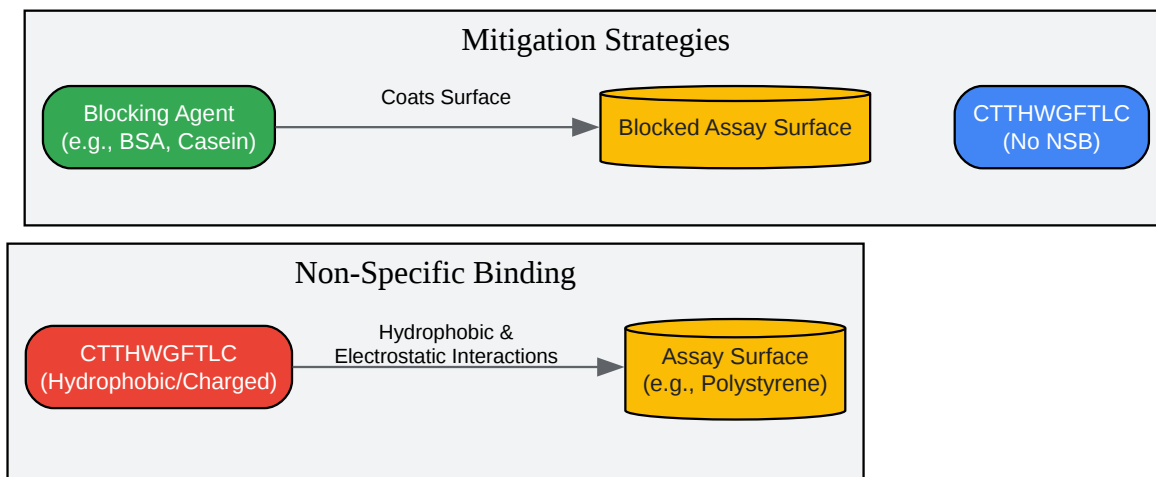 Mitigation Strategies
Blocking Agent
(e.g., BSA, Casein)
Coats Surface
Blocked Assay Surface
CTTHWGFTLC
(No NSB)
Non-Specific Binding
CTTHWGFTLC
(Hydrophobic/Charged)
Hydrophobic &
Electrostatic Interactions
Assay Surface
(e.g., Polystyrene)